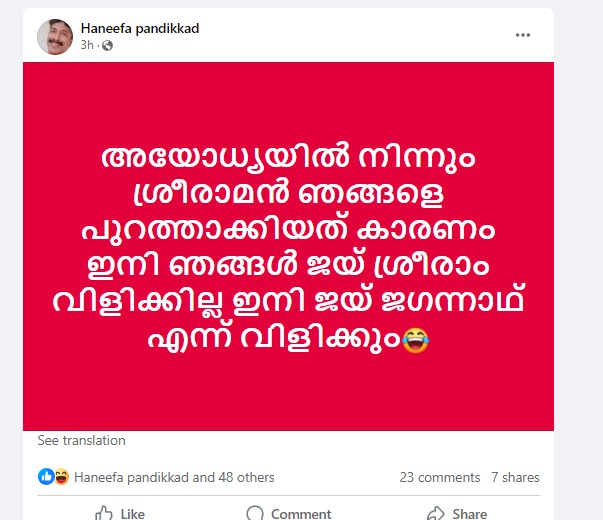 Haneefa pandikkad
3h ·
അയോധ്യയിൽ നിന്നും
ശ്രീരാമൻ ഞങ്ങളെ
പുറത്താക്കിയത് കാരണം
ഇനി ഞങ്ങൾ ജയ് ശ്രീരാം
വിളിക്കില്ല ഇനി ജയ് ജഗന്നാഥ്
എന്ന് വിളിക്കും😂
See translation
Haneefa pandikkad and 48 others 23 comments 7 shares
Like Comment Share